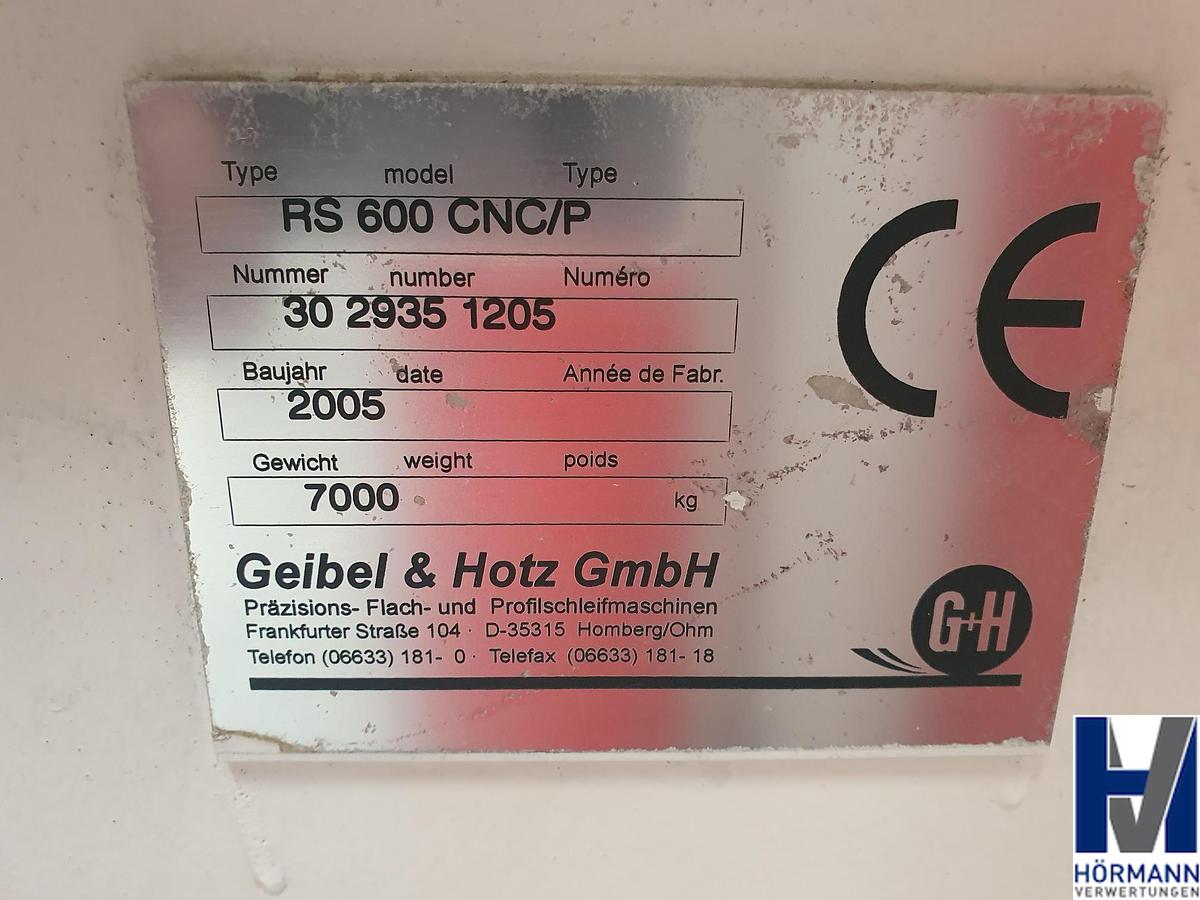 Type model Type
RS 600 CNC/P
Nummer number Numéro
30 2935 1205
Baujahr date Année de Fabr.
2005
Gewicht weight poids
7000 kg
Geibel & Hotz GmbH
Präzisions- Flach- und Profilschleifmaschinen
Frankfurter Straße 104 · D-35315 Homberg/Ohm
Telefon (06633) 181- 0 · Telefax (06633) 181- 18
CE
G+H
HÖRMANN
VERWERTUNGEN